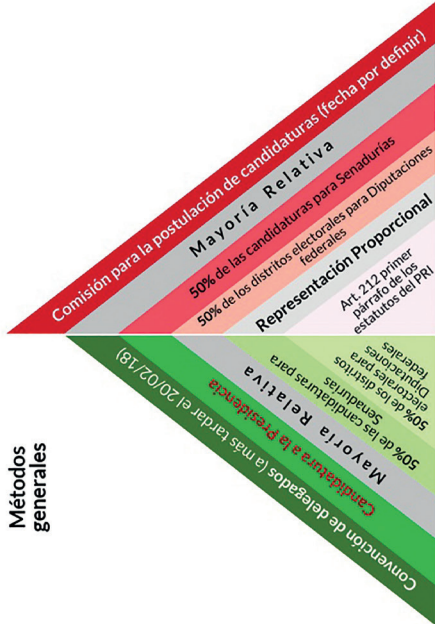 Métodos
generales
Convención de delegados (a más tardar el 20/02/18)
Candidatura a la Presidencia
Mayoría Relativa
50% de las candidaturas para
Senadurías
50% de los distritos
electorales para
Diputaciones
federales
Comisión para la postulación de candidaturas (fecha por definir)
Mayoría Relativa
50% de las candidaturas para Senadurías
50% de los distritos electorales para Diputaciones
federales
Representación Proporcional
Art. 212 primer
párrafo de los
estatutos del PRI